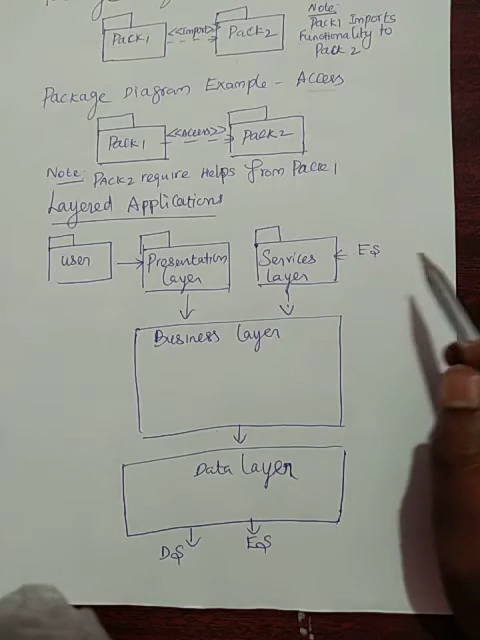 Note:
Pack1 Imports
Functionality to
Pack 2
Pack1 <<Import>> Pack2
Package Diagram Example - Access
Pack1 <<Access>> Pack2
Note: Pack2 require Helps from Pack1
Layered Applications
user
Presentation
Layer
Services
Layer
ES
Business Layer
Data Layer
DS
ES